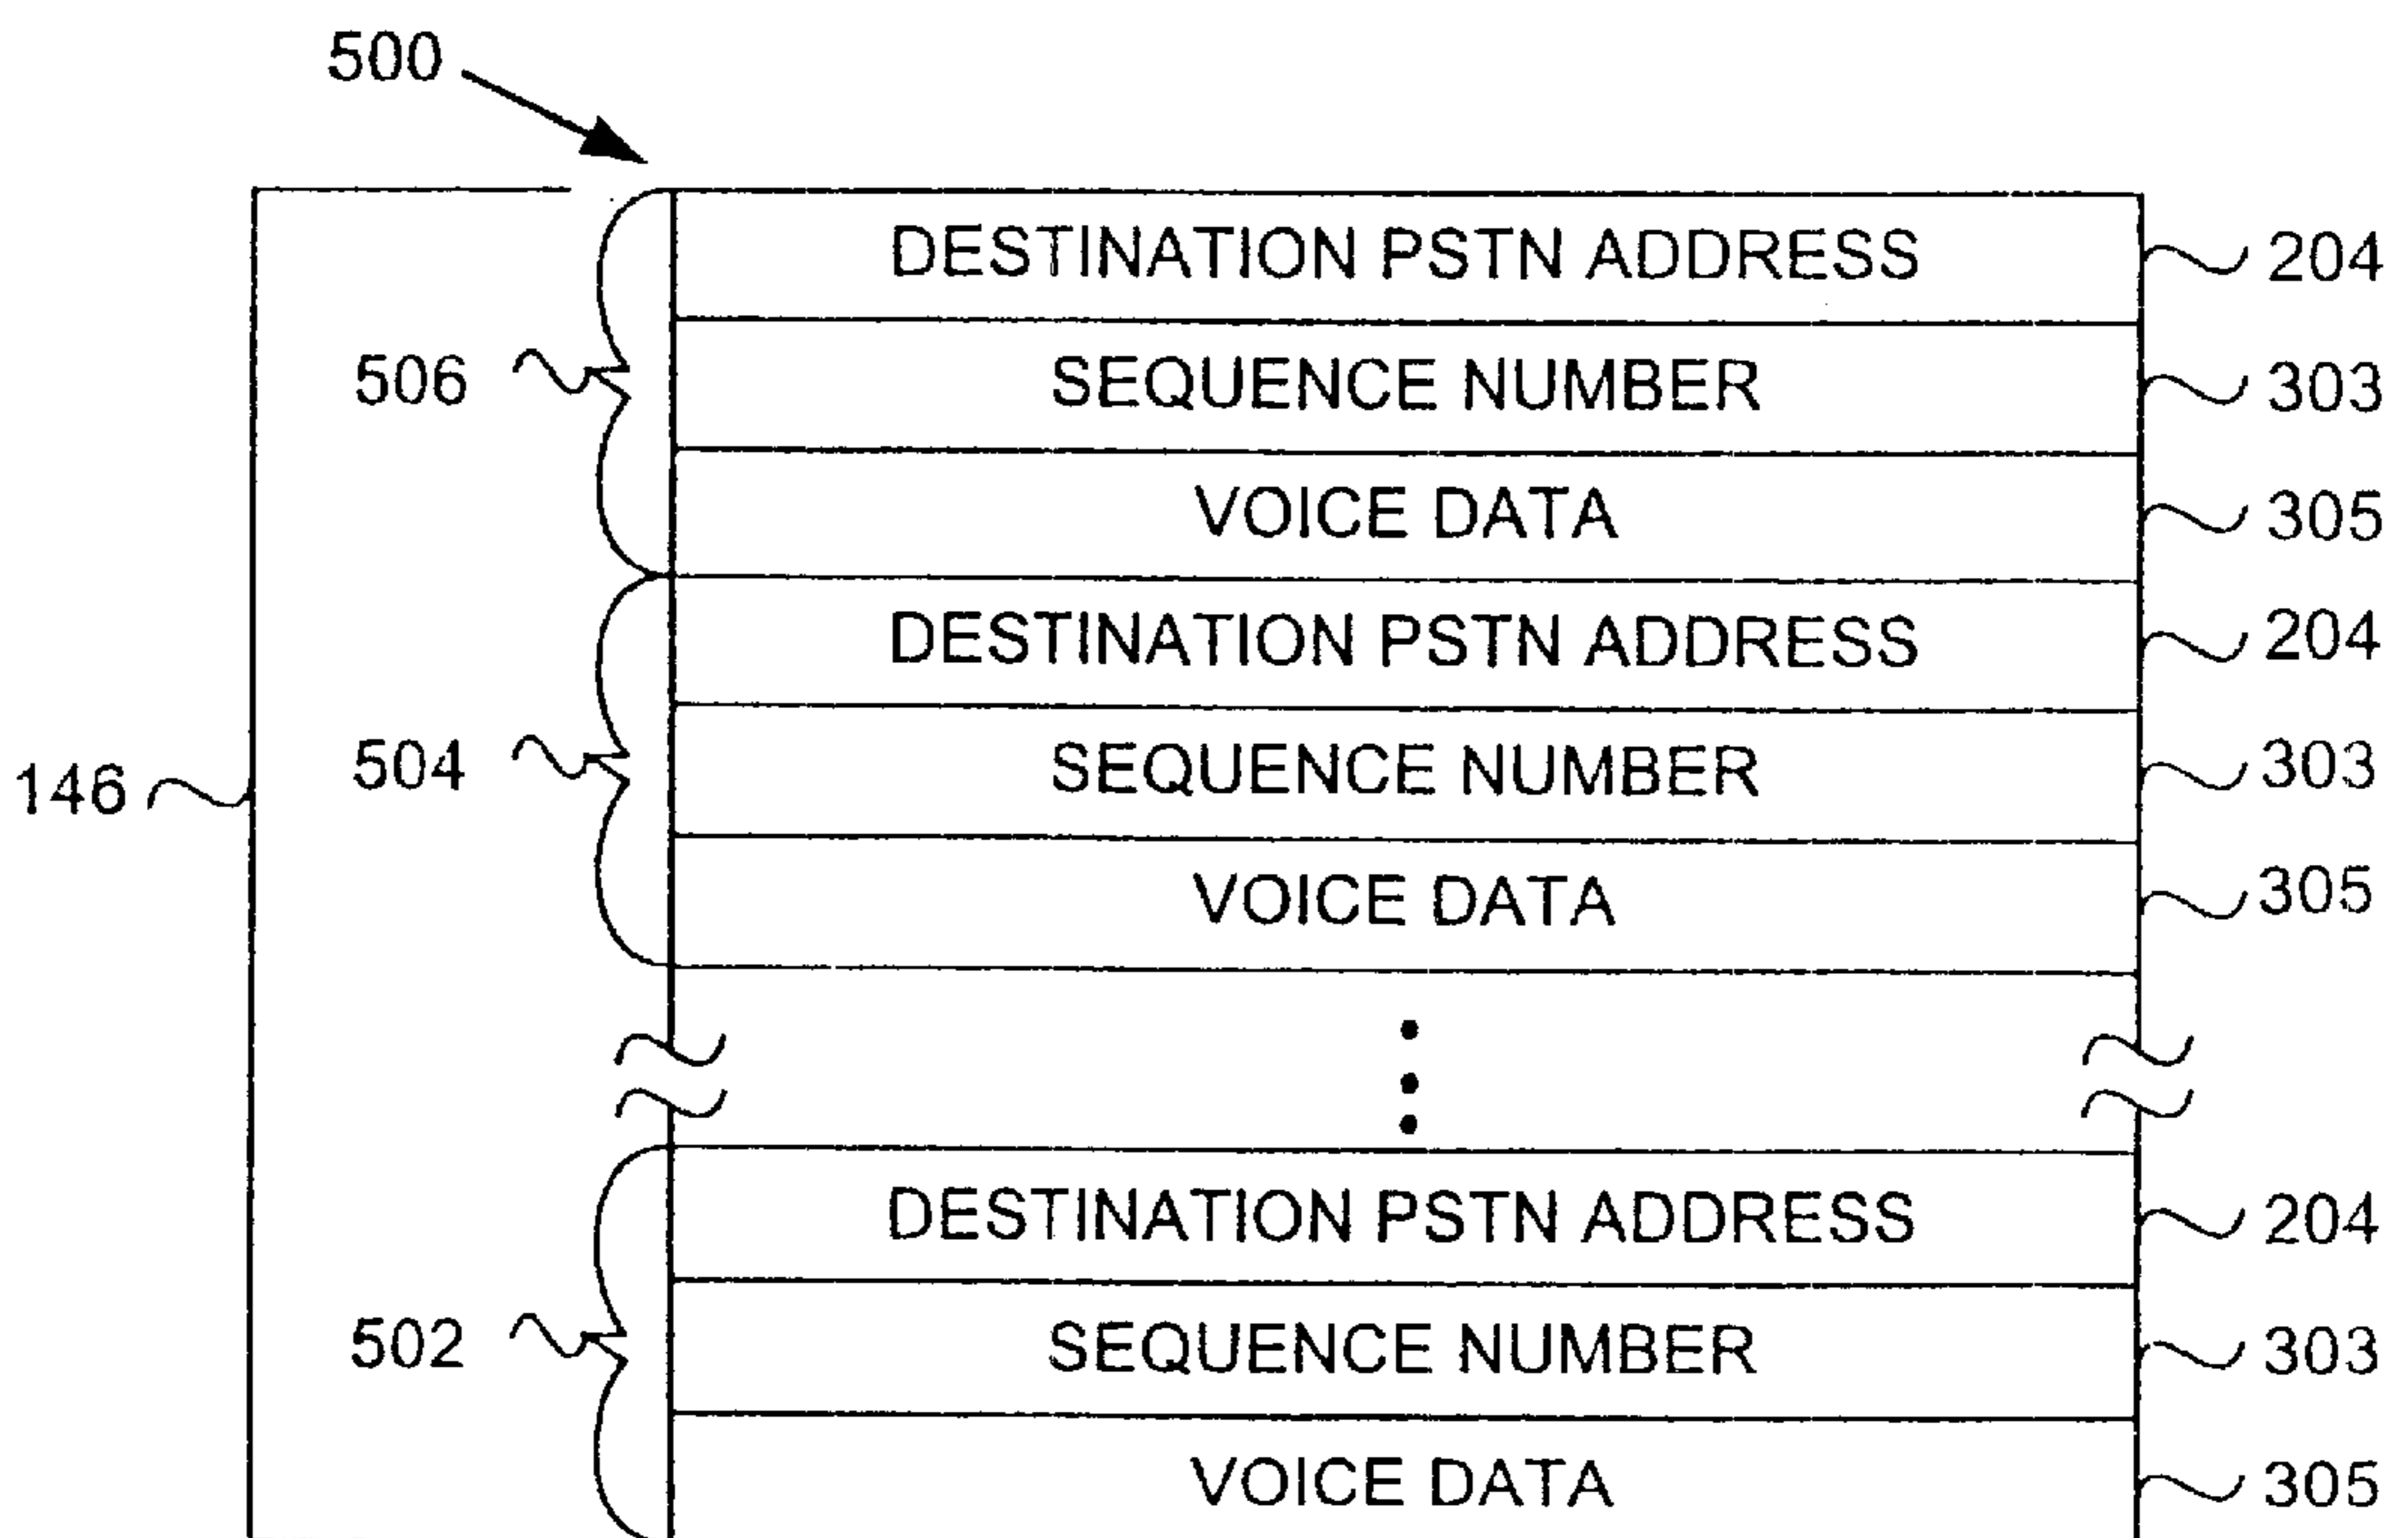 500
DESTINATION PSTN ADDRESS 204
506 SEQUENCE NUMBER 303
VOICE DATA 305
DESTINATION PSTN ADDRESS 204
146 504 SEQUENCE NUMBER 303
VOICE DATA 305
DESTINATION PSTN ADDRESS 204
502 SEQUENCE NUMBER 303
VOICE DATA 305